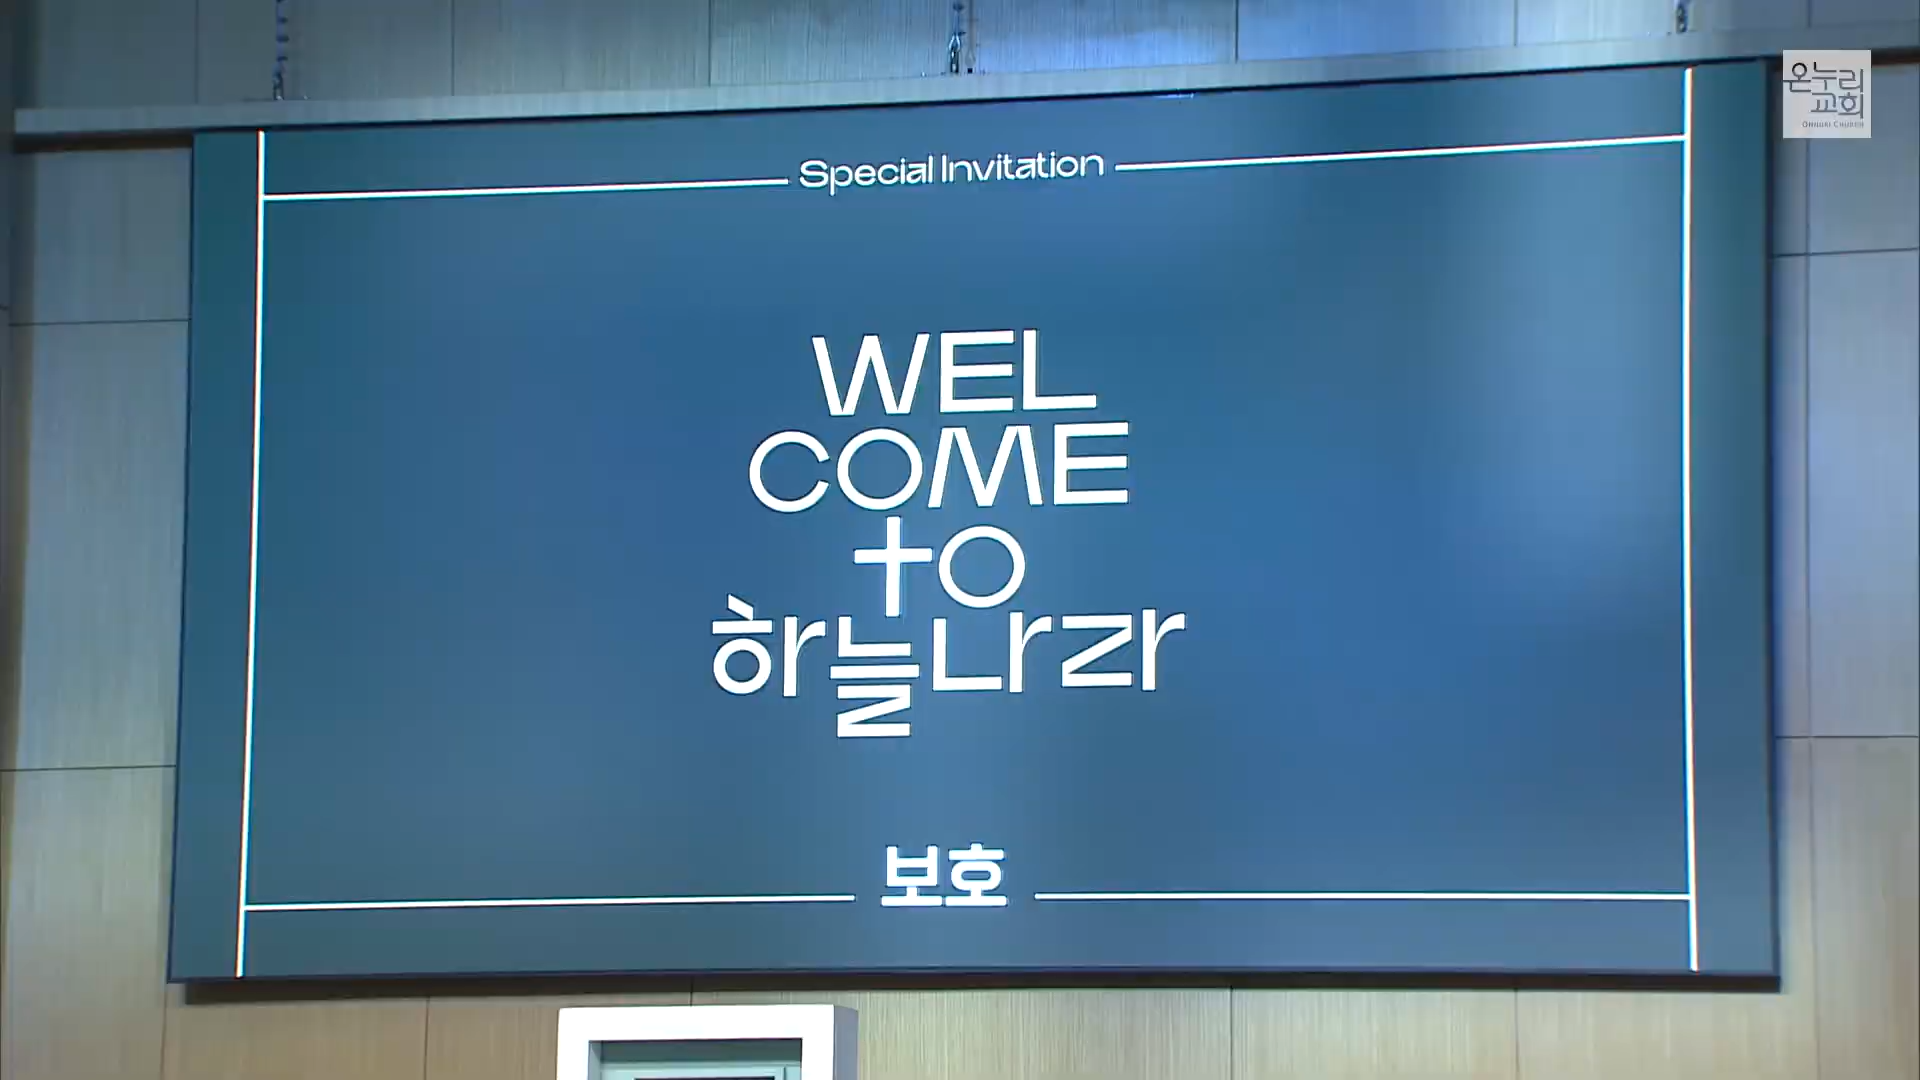 온누리
교회
ONNURI CHURCH
Special Invitation
WEL
COME
tO
하늘나라
보호